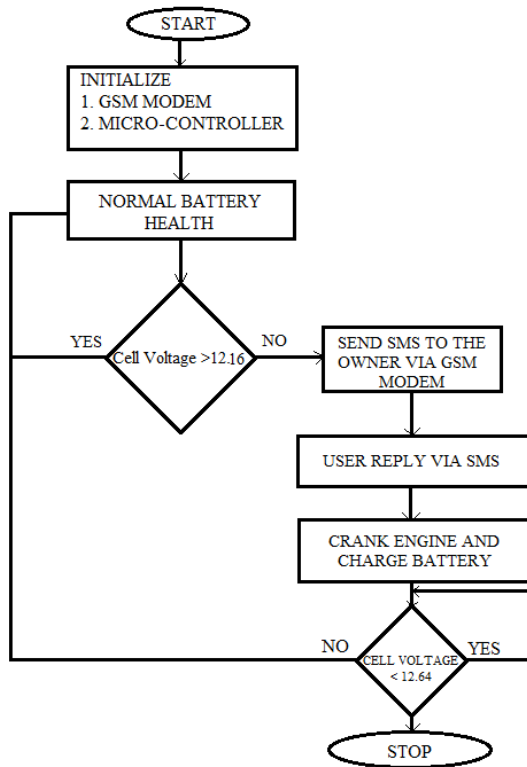 START
INITIALIZE
1. GSM MODEM
2. MICRO-CONTROLLER
NORMAL BATTERY
HEALTH
YES
Cell Voltage >12.16
NO
SEND SMS TO THE
OWNER VIA GSM
MODEM
USER REPLY VIA SMS
CRANK ENGINE AND
CHARGE BATTERY
NO
CELL VOLTAGE
< 12.64
YES
STOP